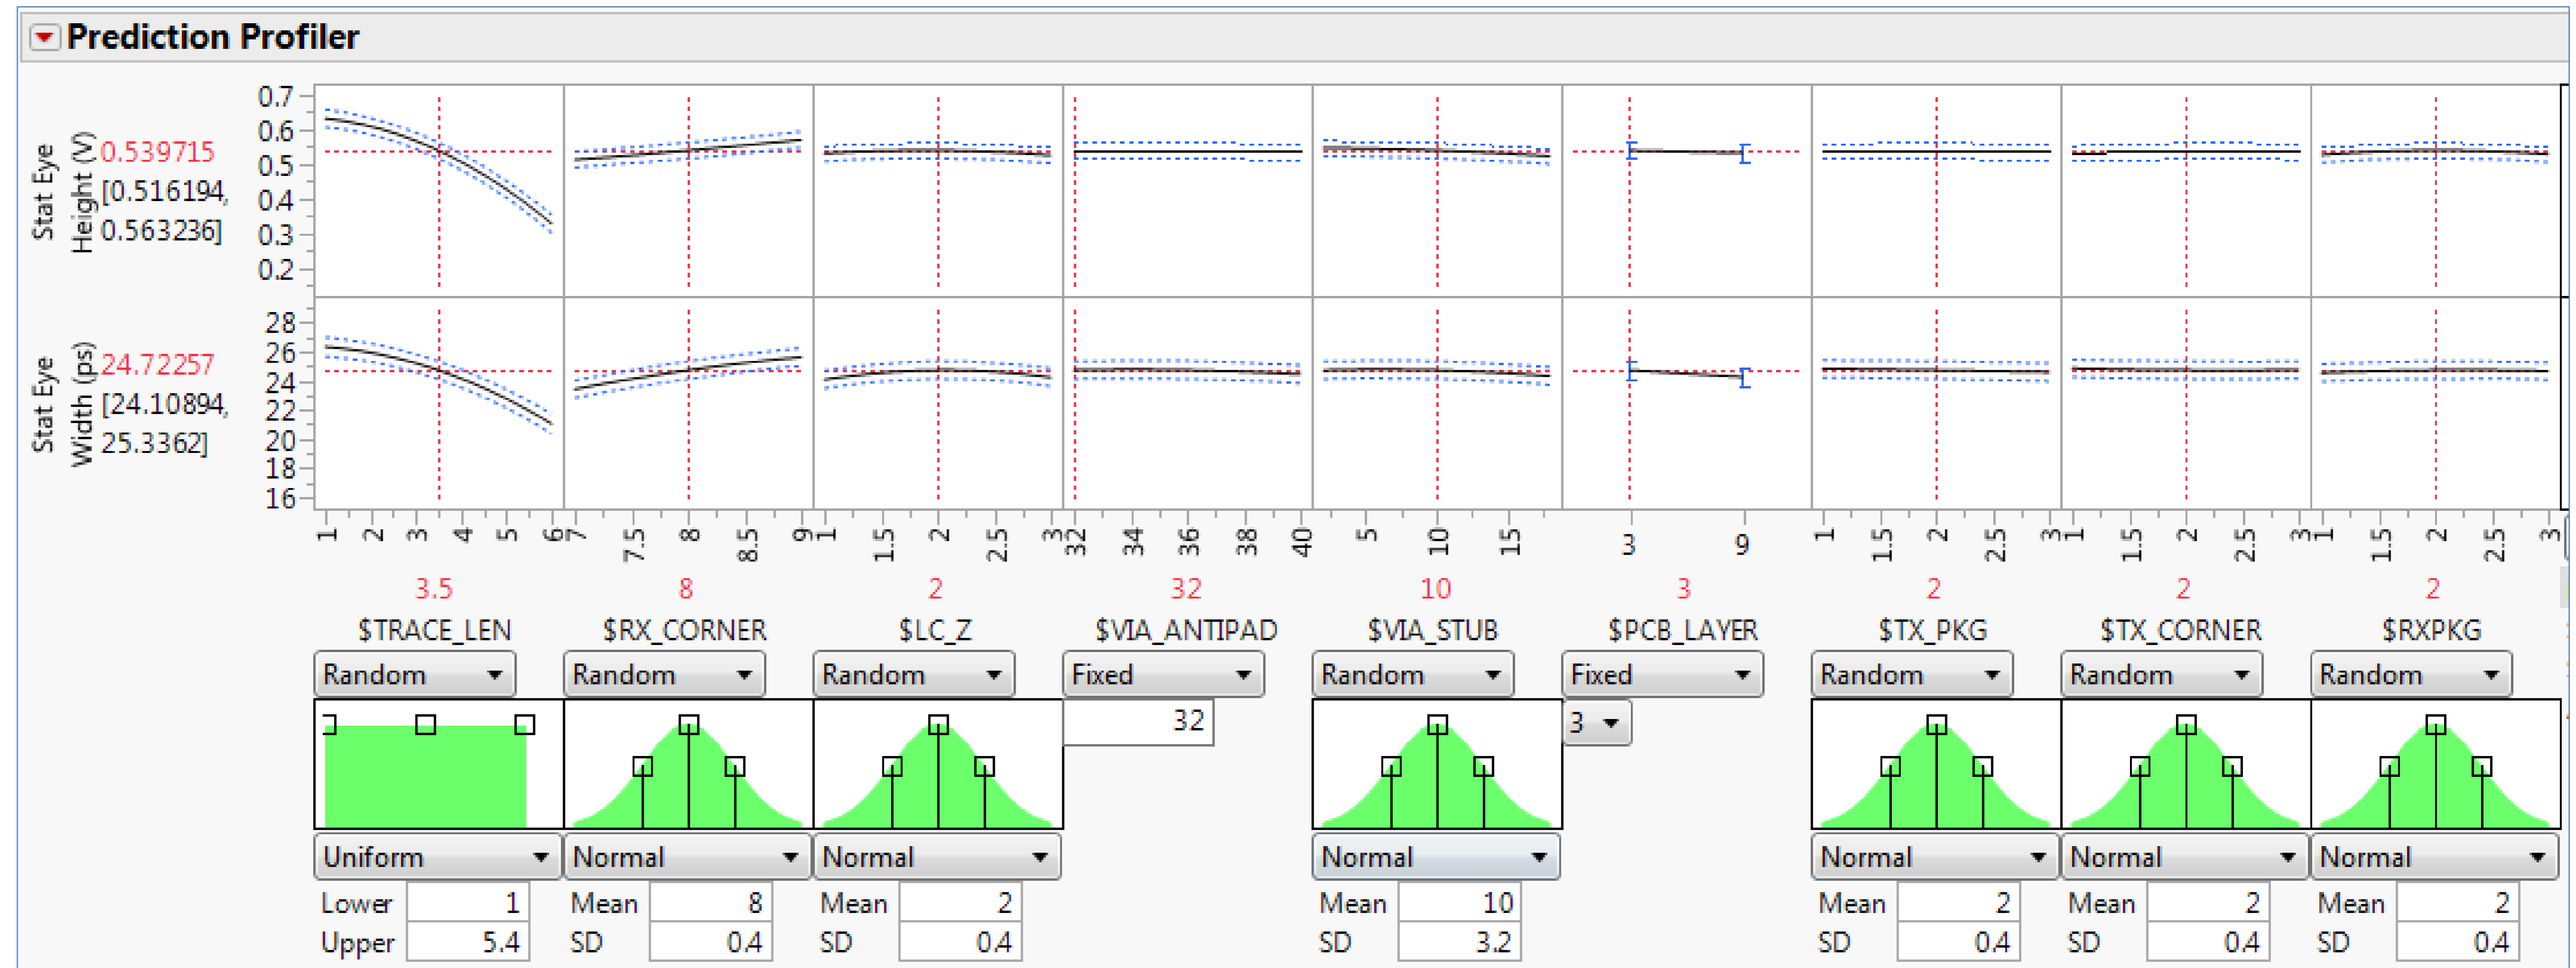 Prediction Profiler
Stat Eye
Height (V)
0.539715
[0.516194,
0.563236]
0.7
0.6
0.5
0.4
0.3
0.2
Stat Eye
Width (ps)
24.72257
[24.10894,
25.3362]
28
26
24
22
20
18
16
1 2 3 4 5 6 7 7.5 8 8.5 9 1 1.5 2 2.5 3 32 34 36 38 40 5 10 15 3 9 1 1.5 2 2.5 3 1 1.5 2 2.5 3 1 1.5 2 2.5 3
3.5 8 2 32 10 3 2 2 2
$TRACE_LEN $RX_CORNER $LC_Z $VIA_ANTIPAD $VIA_STUB $PCB_LAYER $TX_PKG $TX_CORNER $RXPKG
Random Random Random Fixed Random Fixed Random Random Random
32 3
Uniform Normal Normal Normal Normal Normal Normal
Lower 1 Mean 8 Mean 2 Mean 10 Mean 2 Mean 2 Mean 2
Upper 5.4 SD 0.4 SD 0.4 SD 3.2 SD 0.4 SD 0.4 SD 0.4